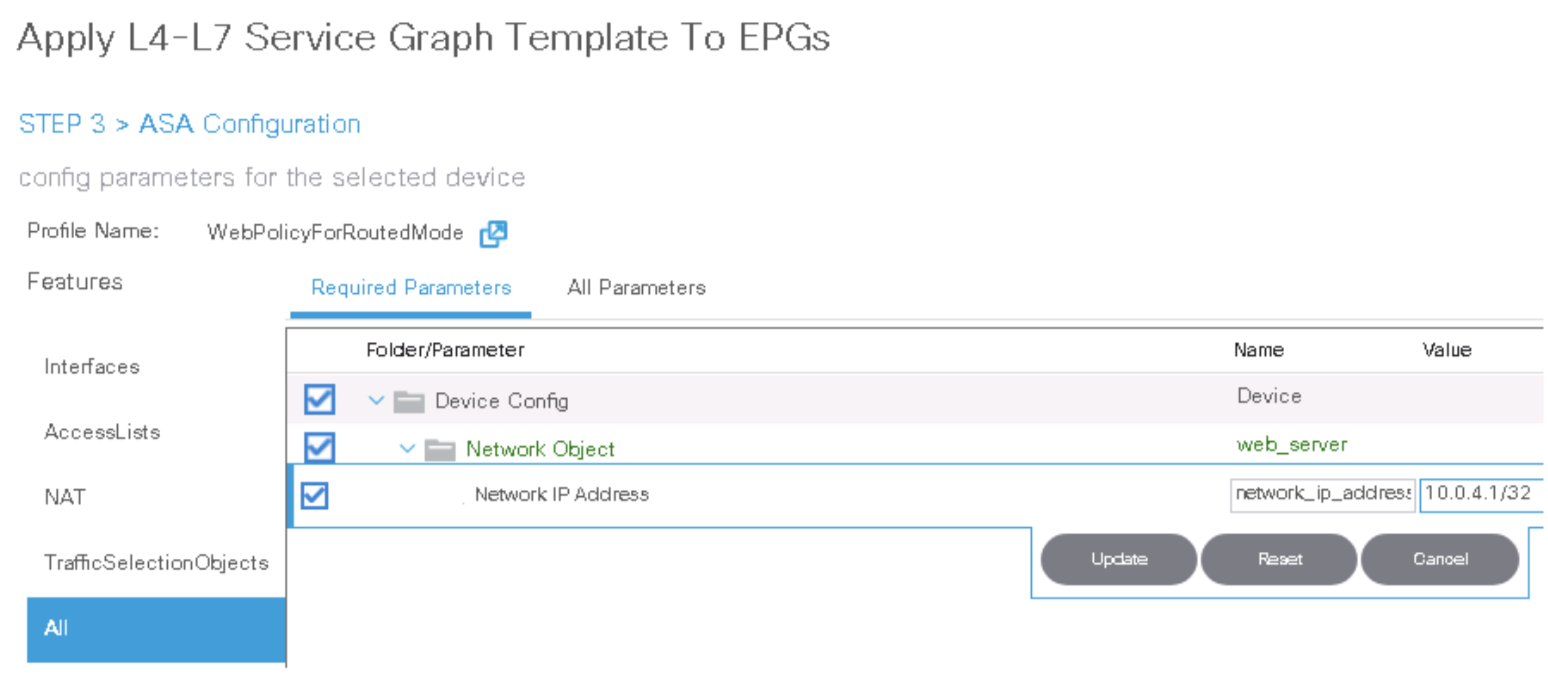 Apply L4-L7 Service Graph Template To EPGs
STEP 3 > ASA Configuration
config parameters for the selected device
Profile Name: WebPolicyForRoutedMode
Features
Required Parameters All Parameters
Folder/Parameter Name Value
Interfaces
Device Config Device
AccessLists
Network Object web_server
NAT
Network IP Address network_ip_address 10.0.4.1/32
TrafficSelectionObjects
Update Reset Cancel
All